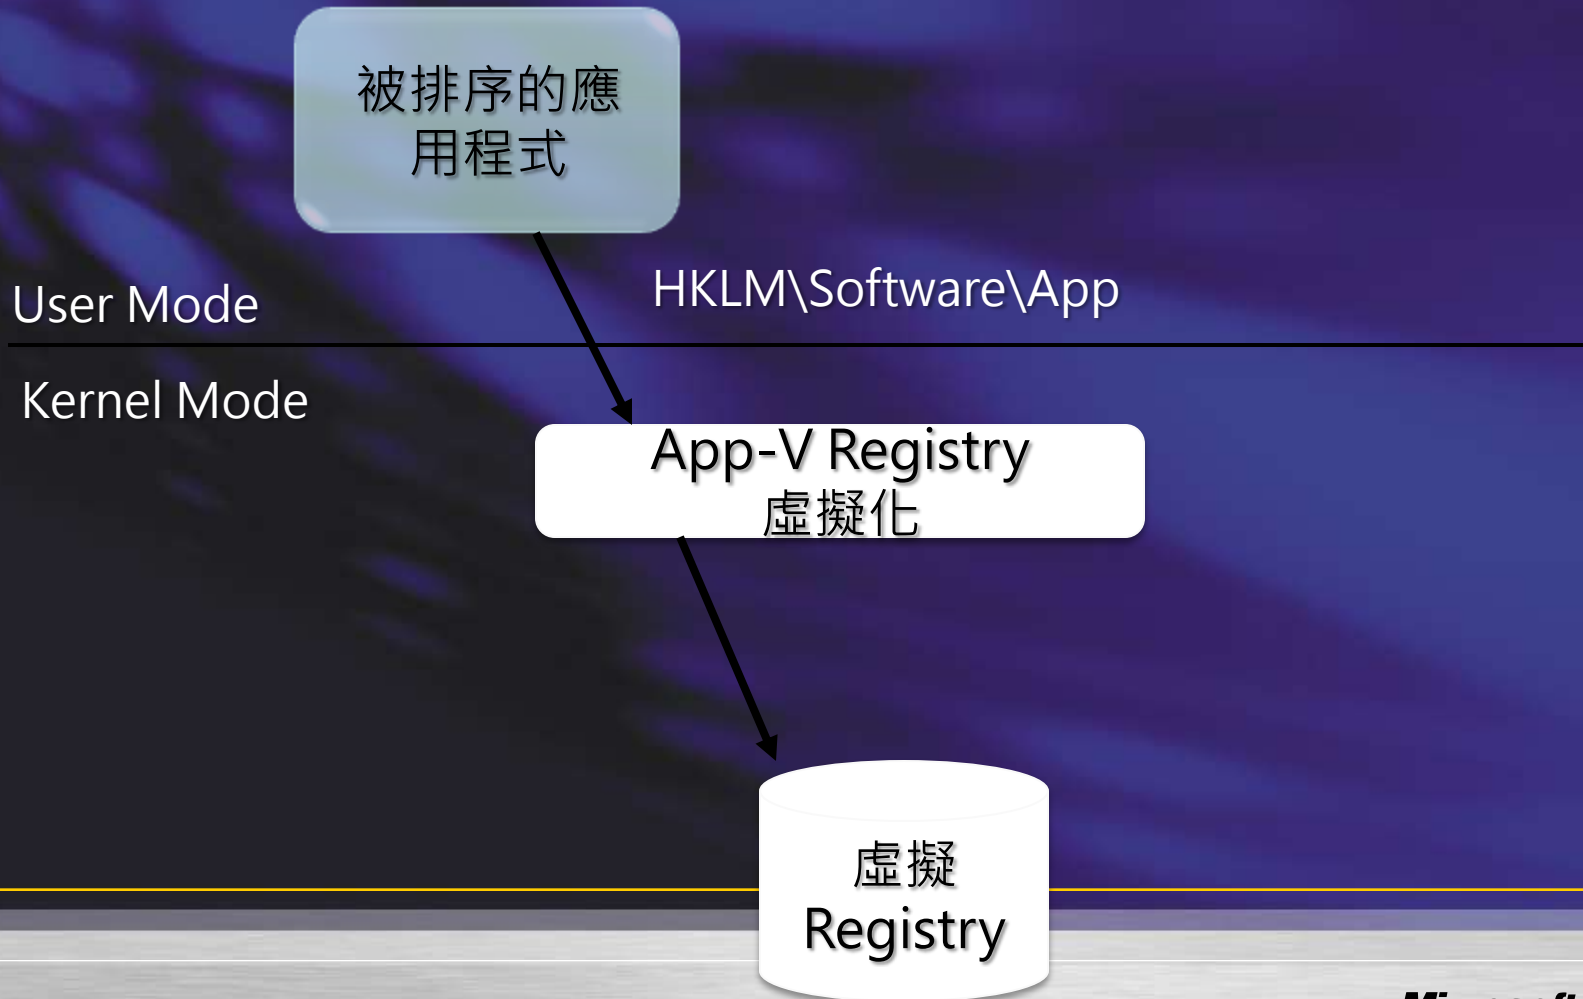 被排序的應
用程式
HKLM\Software\App
User Mode
Kernel Mode
App-V Registry
虛擬化
虛擬
Registry